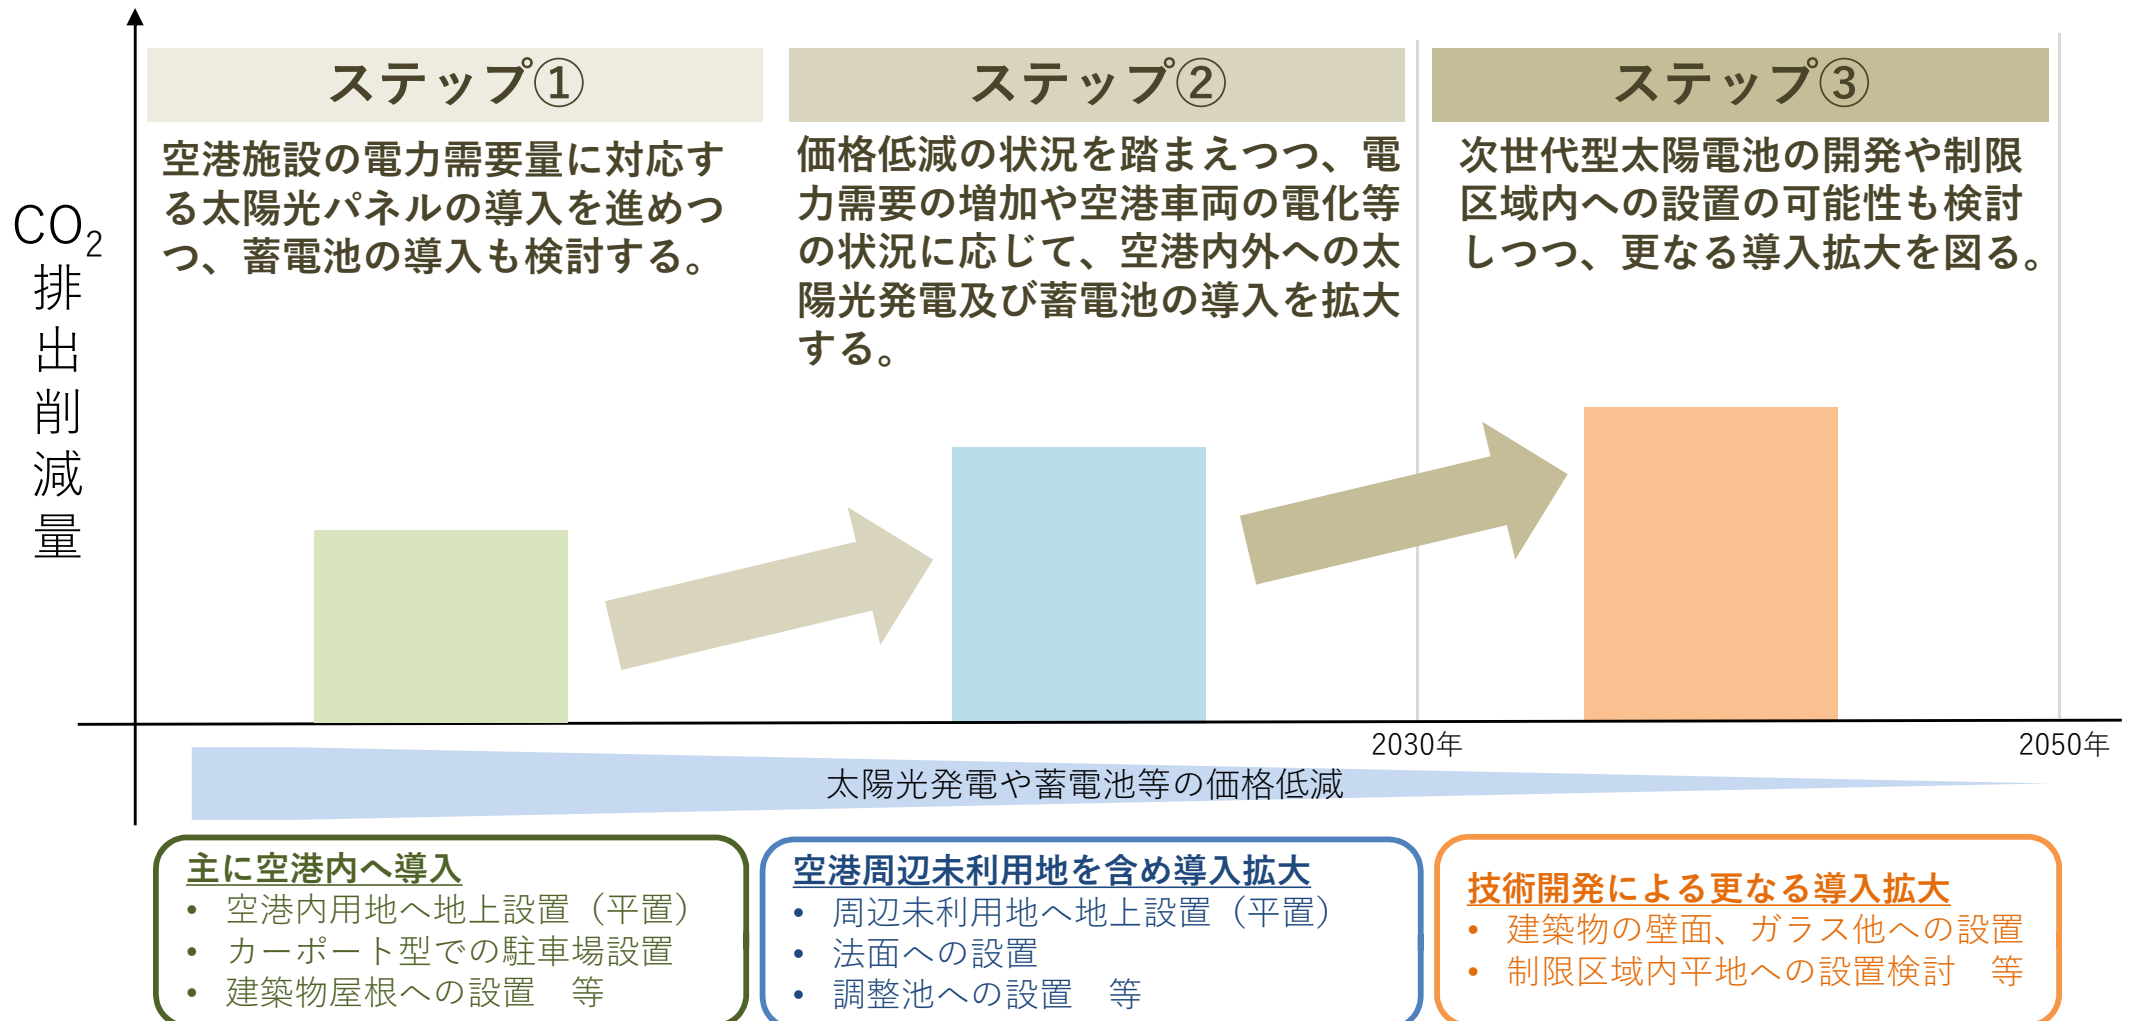 CO₂
排出削減量
ステップ①
空港施設の電力需要量に対応す
る太陽光パネルの導入を進めつ
つ、蓄電池の導入も検討する。
ステップ②
価格低減の状況を踏まえつつ、電
力需要の増加や空港車両の電化等
の状況に応じて、空港内外への太
陽光発電及び蓄電池の導入を拡大
する。
ステップ③
次世代型太陽電池の開発や制限
区域内への設置の可能性も検討
しつつ、更なる導入拡大を図る。
2030年
2050年
太陽光発電や蓄電池等の価格低減
主に空港内へ導入
• 空港内用地へ地上設置（平置）
• カーポート型での駐車場設置
• 建築物屋根への設置　等
空港周辺未利用地を含め導入拡大
• 周辺未利用地へ地上設置（平置）
• 法面への設置
• 調整池への設置　等
技術開発による更なる導入拡大
• 建築物の壁面、ガラス他への設置
• 制限区域内平地への設置検討　等